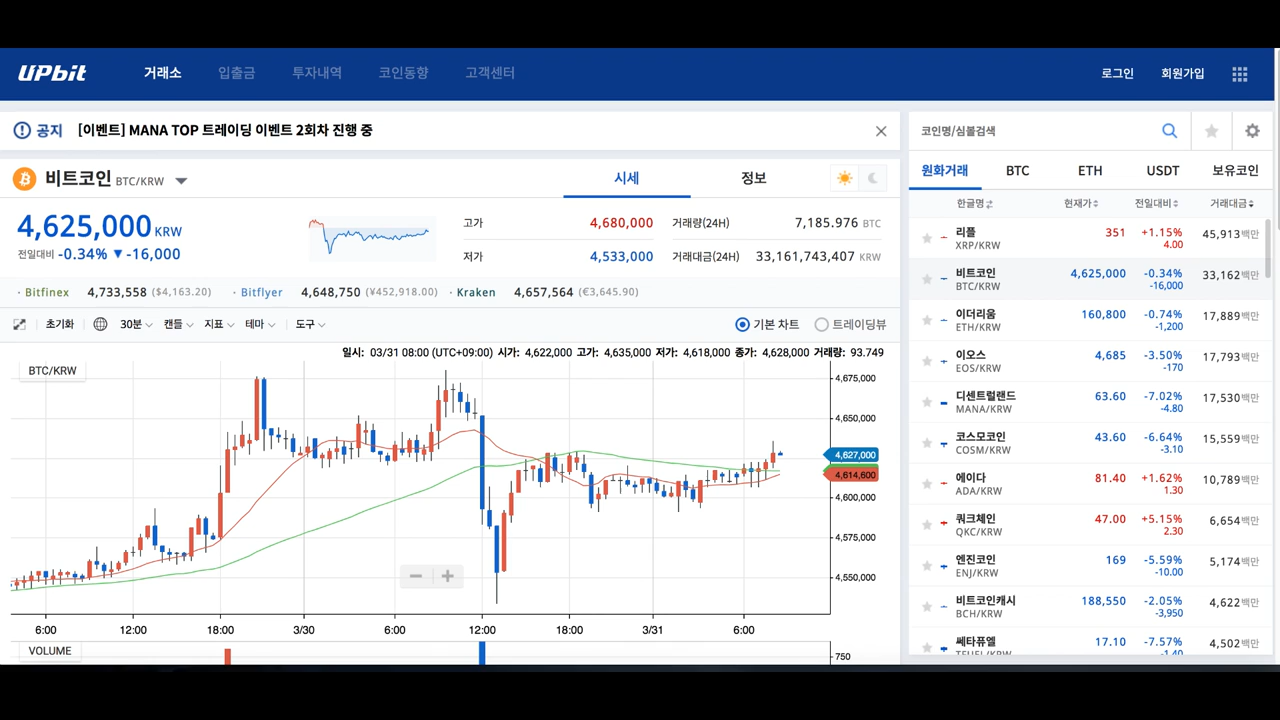 UPbit 거래소 입출금 투자내역 코인동향 고객센터 로그인 회원가입
공지 [이벤트] MANA TOP 트레이딩 이벤트 2회차 진행 중
비트코인 BTC/KRW
시세 정보
4,625,000 KRW
전일대비 -0.34% ▼ -16,000
고가 4,680,000 거래량(24H) 7,185.976 BTC
저가 4,533,000 거래대금(24H) 33,161,743,407 KRW
· Bitfinex 4,733,558 ($4,163.20) · Bitflyer 4,648,750 (¥452,918.00) · Kraken 4,657,564 (€3,645.90)
초기화 30분 캔들 지표 테마 도구 기본 차트 트레이딩뷰
일시: 03/31 08:00 (UTC+09:00) 시가: 4,622,000 고가: 4,635,000 저가: 4,618,000 종가: 4,628,000 거래량: 93.749
BTC/KRW
4,675,000
4,650,000
4,627,000
4,614,600
4,600,000
4,575,000
4,550,000
6:00 12:00 18:00 3/30 6:00 12:00 18:00 3/31 6:00
VOLUME
750
코인명/심볼검색
원화거래 BTC ETH USDT 보유코인
한글명 현재가 전일대비 거래대금
리플 351 +1.15% 45,913백만
XRP/KRW 4.00
비트코인 4,625,000 -0.34% 33,162백만
BTC/KRW -16,000
이더리움 160,800 -0.74% 17,889백만
ETH/KRW -1,200
이오스 4,685 -3.50% 17,793백만
EOS/KRW -170
디센트럴랜드 63.60 -7.02% 17,530백만
MANA/KRW -4.80
코스모코인 43.60 -6.64% 15,559백만
COSM/KRW -3.10
에이다 81.40 +1.62% 10,789백만
ADA/KRW 1.30
쿼크체인 47.00 +5.15% 6,654백만
QKC/KRW 2.30
엔진코인 169 -5.59% 5,174백만
ENJ/KRW -10.00
비트코인캐시 188,550 -2.05% 4,622백만
BCH/KRW -3,950
쎄타퓨엘 17.10 -7.57% 4,502백만
TFUEL/KRW -1.40